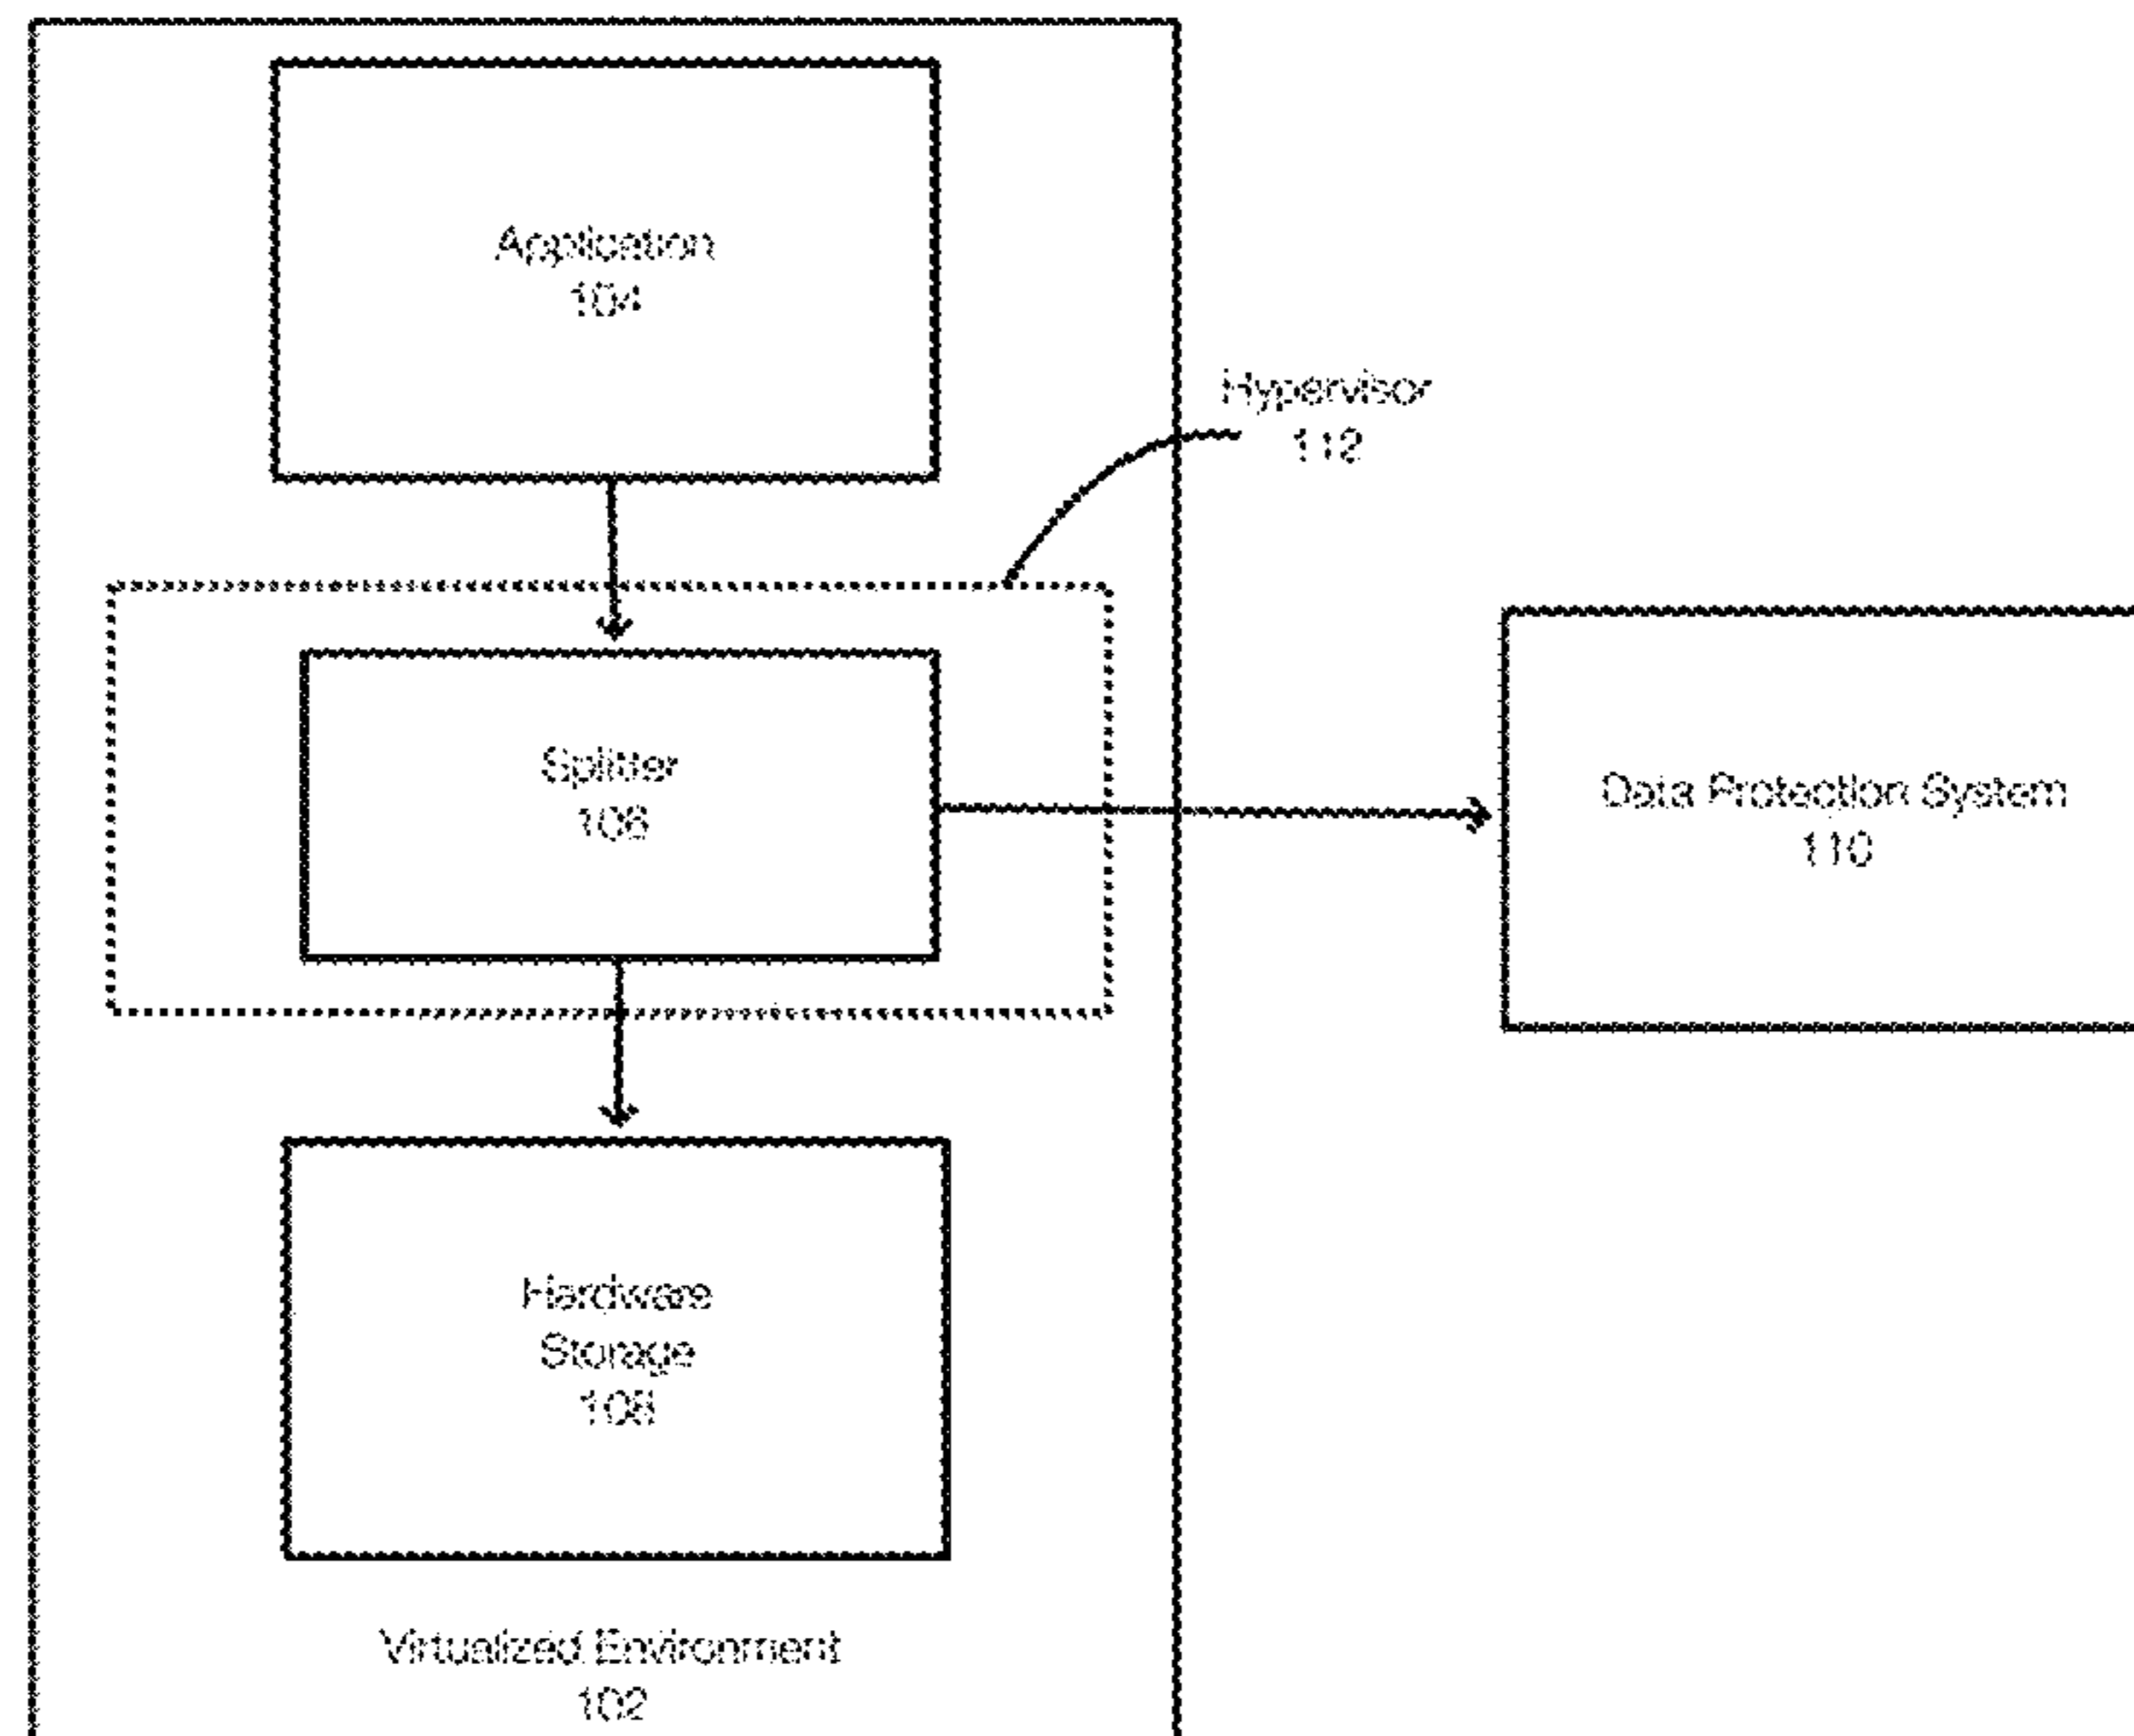 Application
104
Hypervisor
112
Splitter
106
Data Protection System
110
Hardware
Storage
108
Virtualized Environment
102